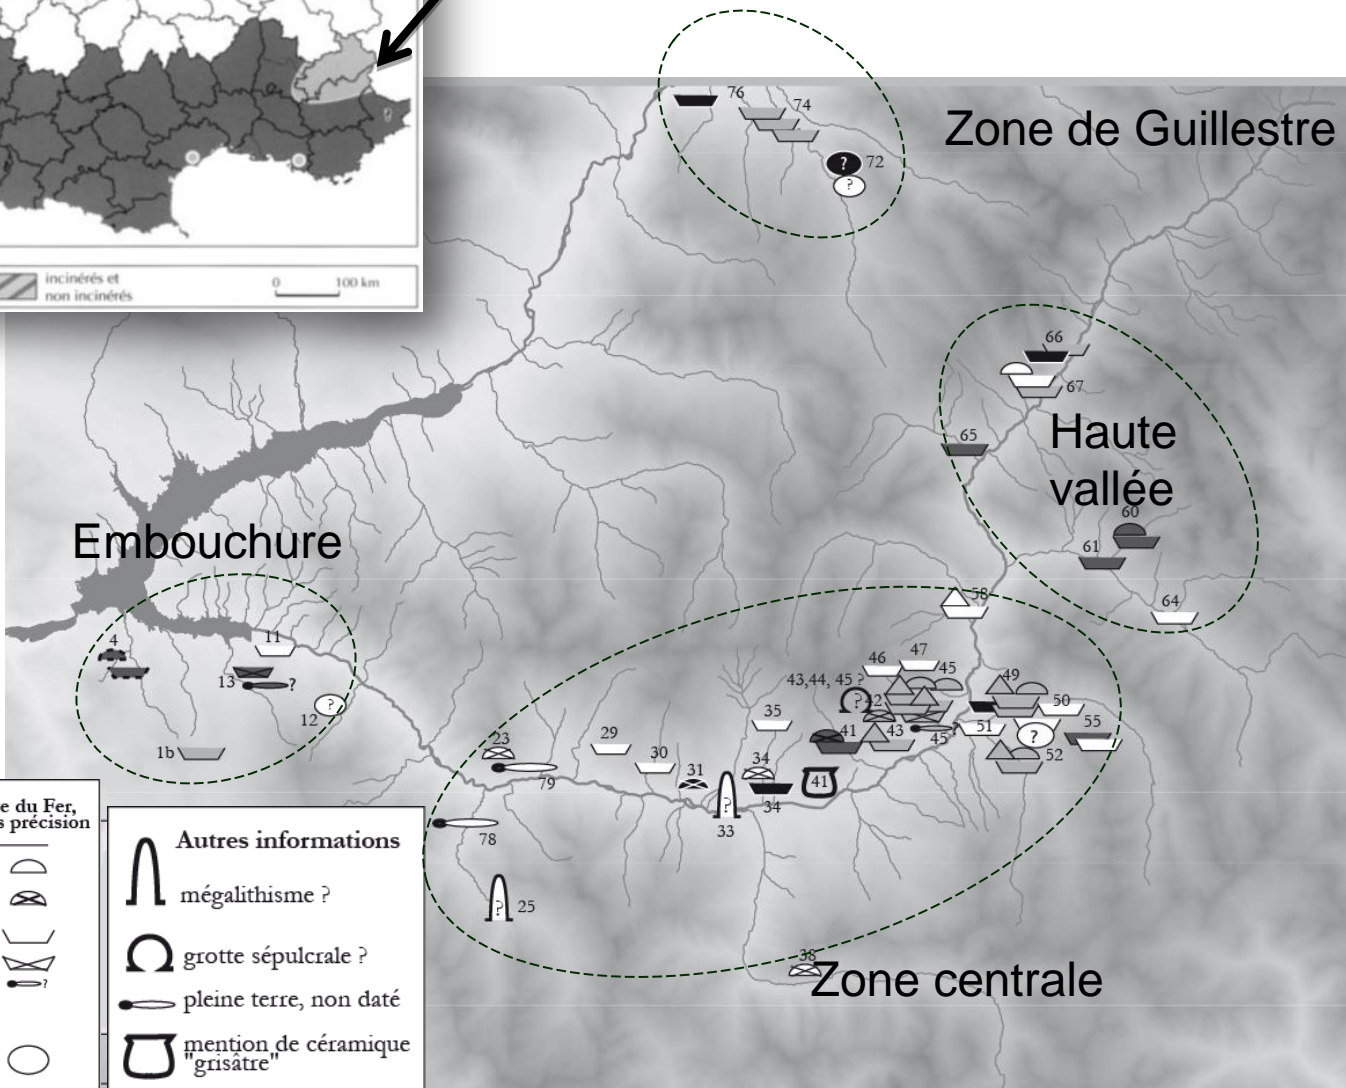 ?
incinérés et
non incinérés
0 100 km
Zone de Guillestre
76
74
? 72
?
66
67
65
Haute
vallée
60
61
64
Embouchure
4
11
13 ?
12 ?
1b
58
46 47 45
43,44, 45 ?
? 42
49
50
51
?
55
52
35
41
43
45 ?
23
79
29
30
31
34
34
41
?
33
78
? 25
38
Zone centrale
e du Fer,
s précision
?
Autres informations
mégalithisme ?
grotte sépulcrale ?
pleine terre, non daté
mention de céramique
"grisâtre"